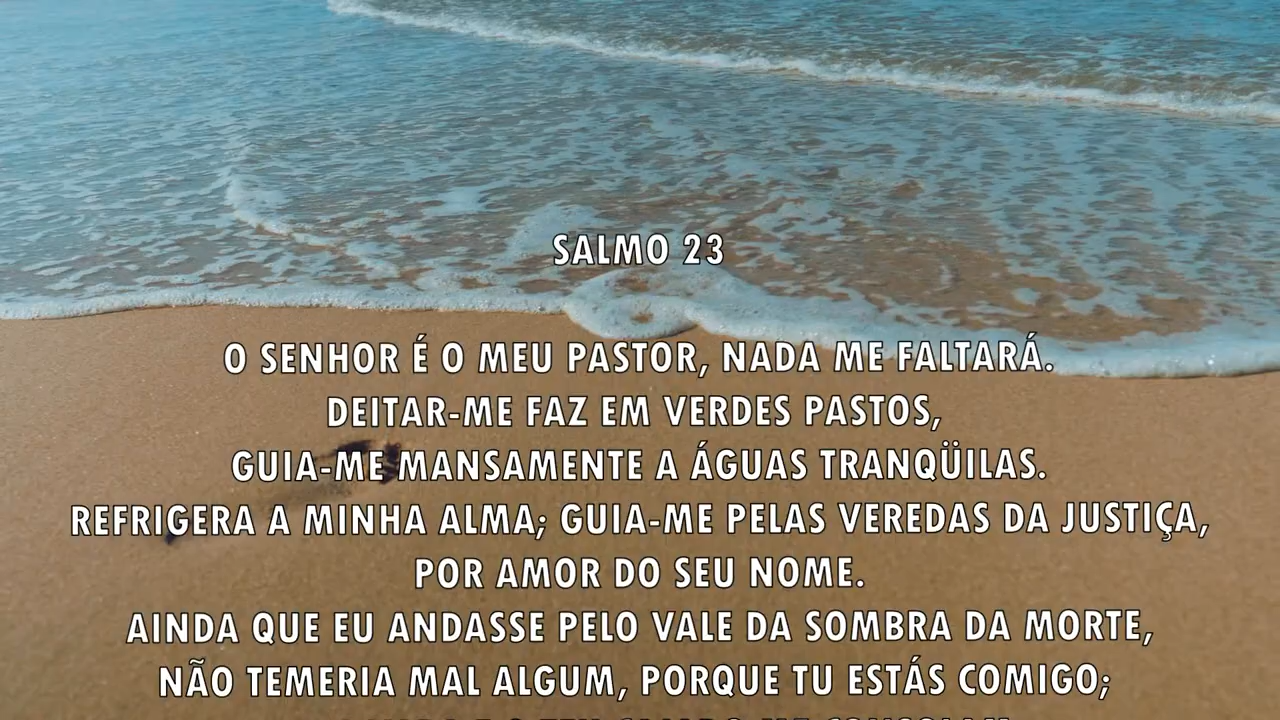 SALMO 23
O SENHOR É O MEU PASTOR, NADA ME FALTARÁ.
DEITAR-ME FAZ EM VERDES PASTOS,
GUIA-ME MANSAMENTE A ÁGUAS TRANQÜILAS.
REFRIGERA A MINHA ALMA; GUIA-ME PELAS VEREDAS DA JUSTIÇA,
POR AMOR DO SEU NOME.
AINDA QUE EU ANDASSE PELO VALE DA SOMBRA DA MORTE,
NÃO TEMERIA MAL ALGUM, PORQUE TU ESTÁS COMIGO;